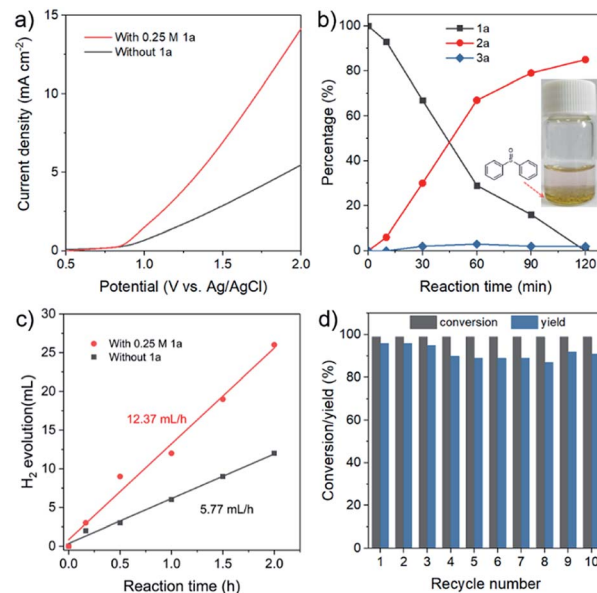 a)
With 0.25 M 1a
Without 1a
Current density (mA cm⁻²)
15
10
5
0
0.5
1.0
1.5
2.0
Potential (V vs. Ag/AgCl)
b)
1a
2a
3a
Percentage (%)
100
80
60
40
20
0
O
0
30
60
90
120
Reaction time (min)
c)
With 0.25 M 1a
Without 1a
H₂ evolution(mL)
30
25
20
15
10
5
0
12.37 mL/h
5.77 mL/h
0.0
0.5
1.0
1.5
2.0
Reaction time (h)
d)
conversion
yield
Conversion/yield (%)
100
80
60
40
20
0
1 2 3 4 5 6 7 8 9 10
Recycle number